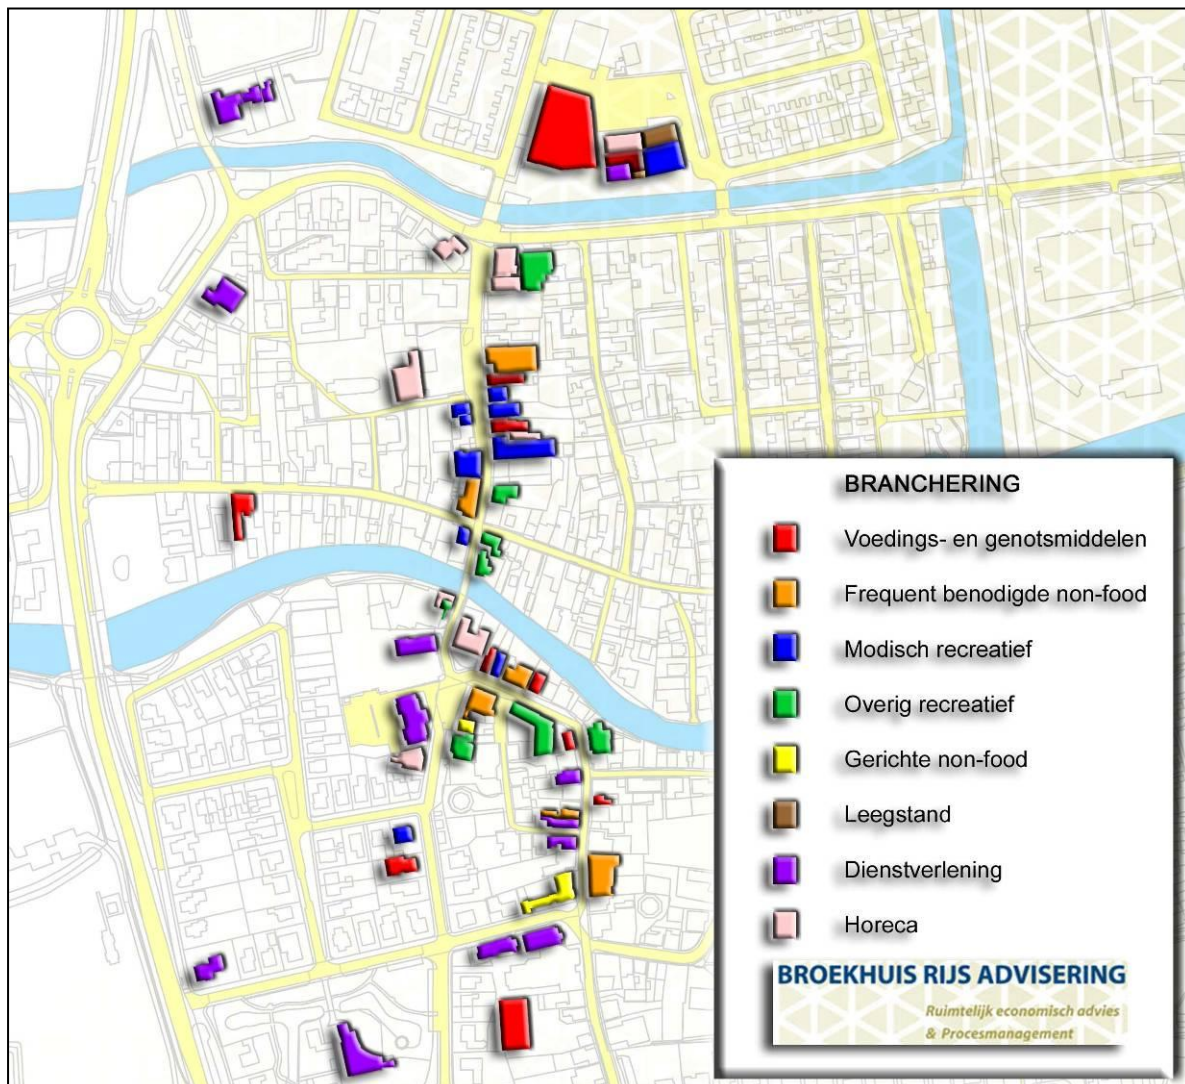 BRANCHERING
Voedings- en genotsmiddelen
Frequent benodigde non-food
Modisch recreatief
Overig recreatief
Gerichte non-food
Leegstand
Dienstverlening
Horeca
BROEKHUIS RIJS ADVISERING
Ruimtelijk economisch advies
& Procesmanagement